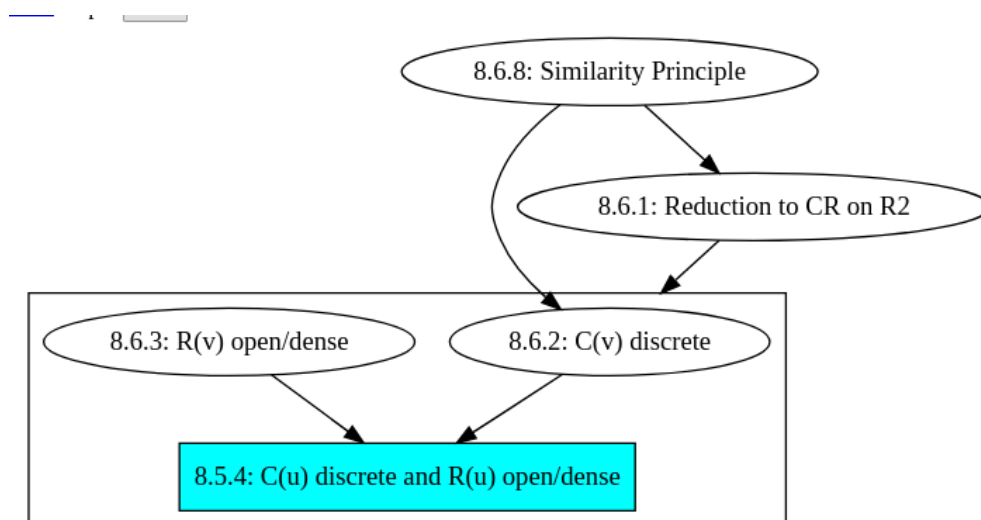 8.6.8: Similarity Principle
8.6.1: Reduction to CR on R2
8.6.3: R(v) open/dense
8.6.2: C(v) discrete
8.5.4: C(u) discrete and R(u) open/dense